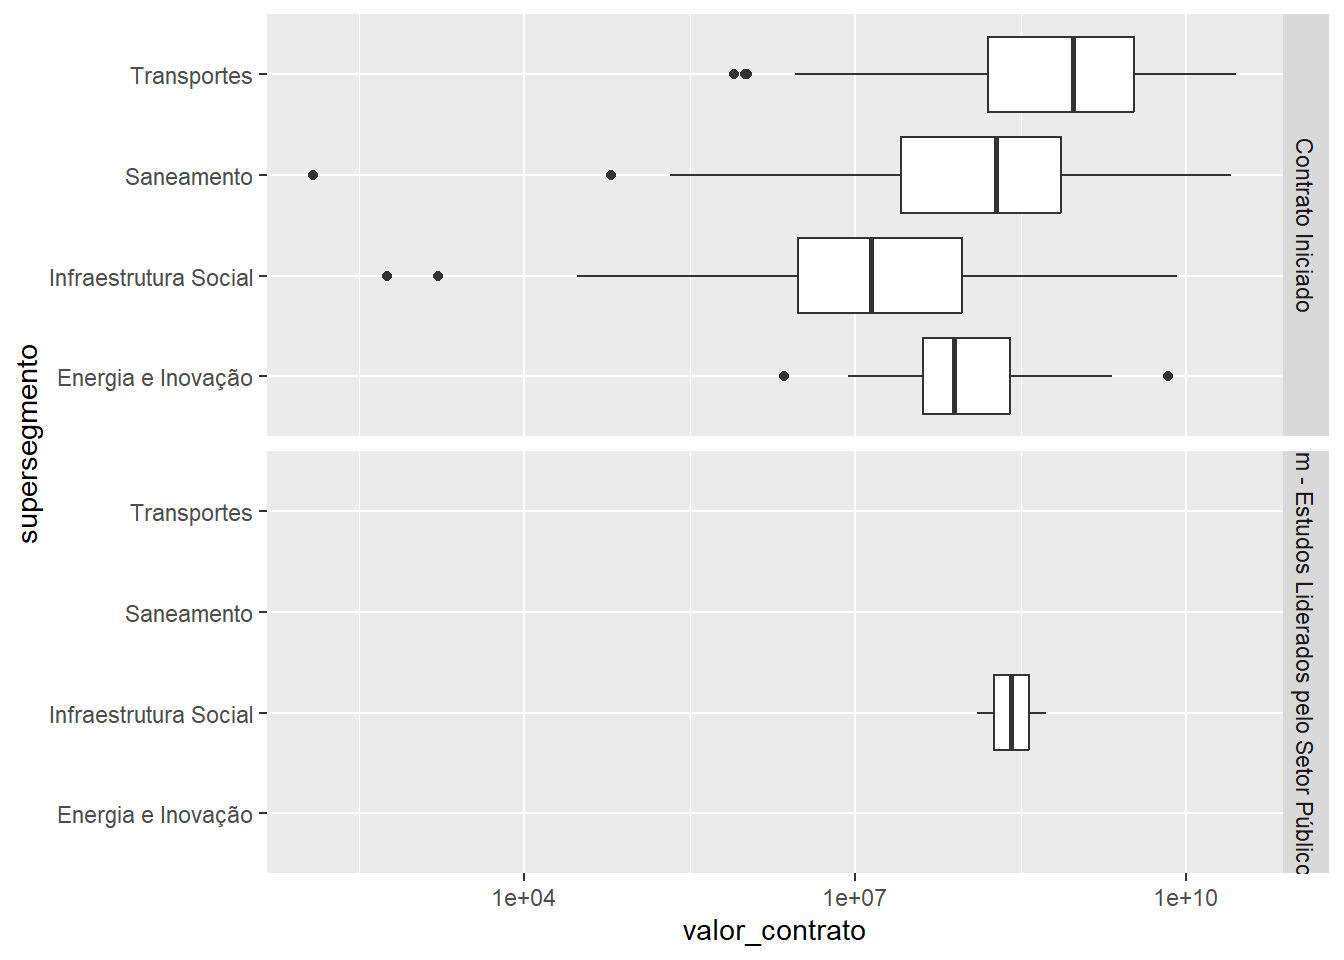 Transportes
Saneamento
Infraestrutura Social
Energia e Inovação
Contrato Iniciado
supersegmento
Transportes
Saneamento
Infraestrutura Social
Energia e Inovação
- Estudos Liderados pelo Setor Público
1e+04
1e+07
1e+10
valor_contrato